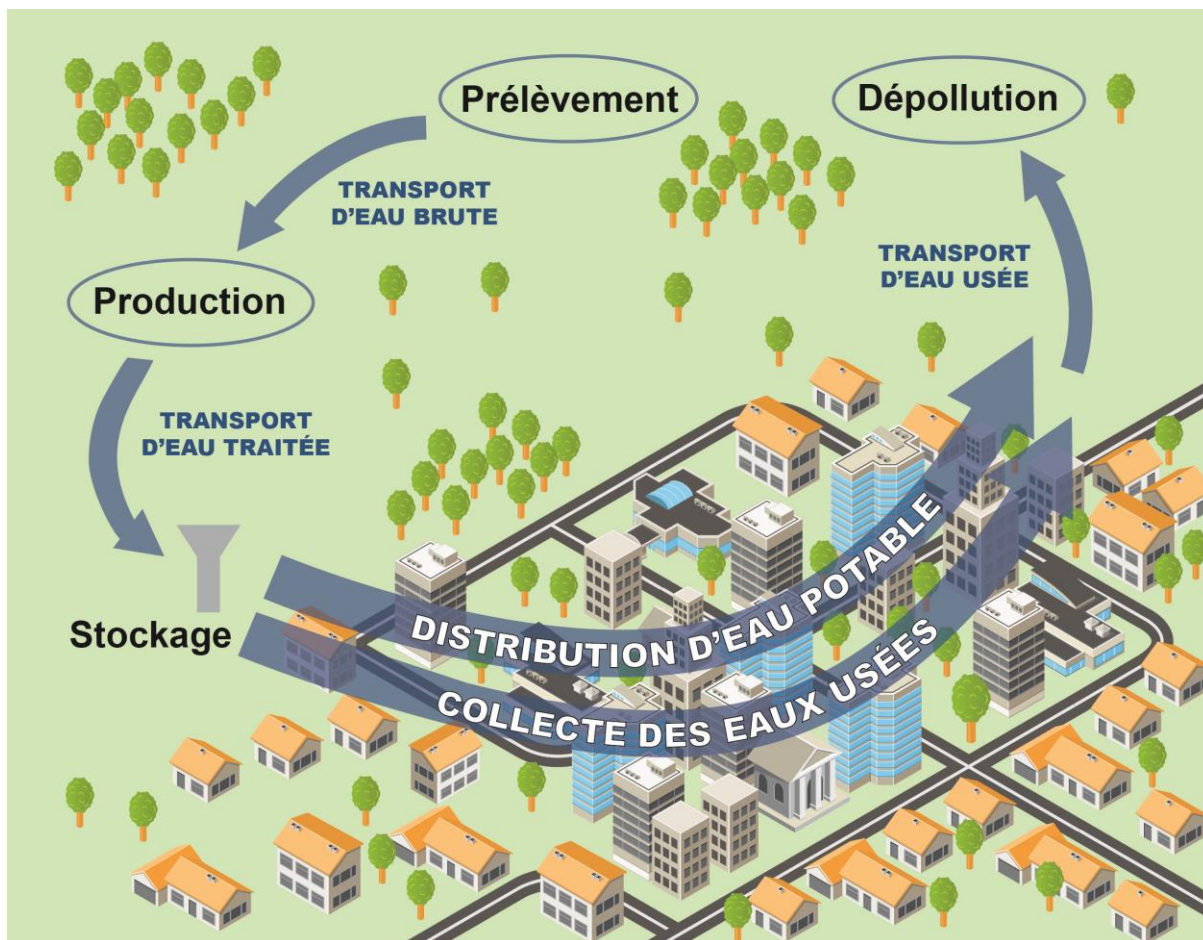 Prélèvement
Dépollution
TRANSPORT
D'EAU BRUTE
TRANSPORT
D'EAU USÉE
Production
TRANSPORT
D'EAU TRAITÉE
Stockage
DISTRIBUTION D'EAU POTABLE
COLLECTE DES EAUX USÉES